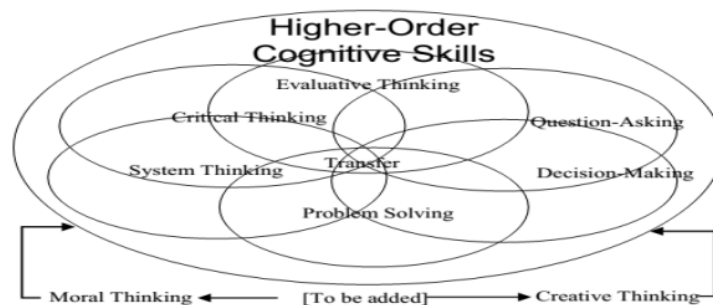 Higher-Order
Cognitive Skills
Evaluative Thinking
Critical Thinking
Question-Asking
System Thinking
Transfer
Decision-Making
Problem Solving
Moral Thinking
[To be added]
Creative Thinking